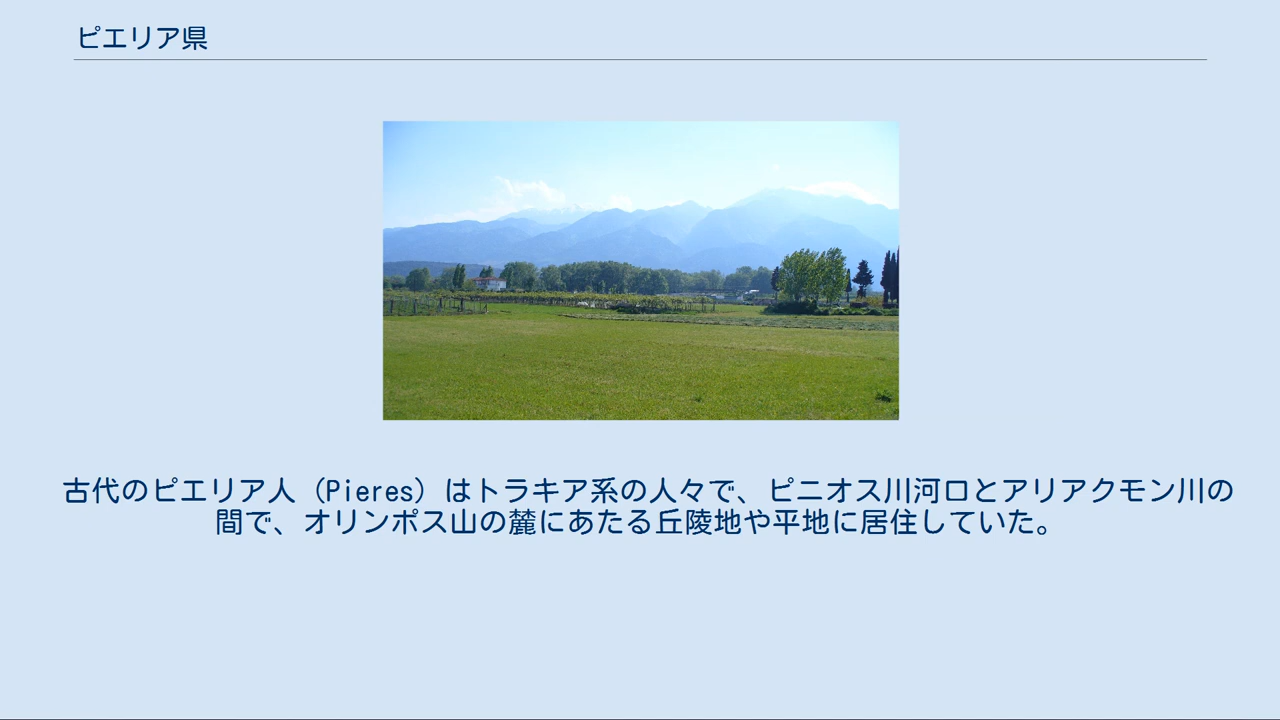 ピエリア県
古代のピエリア人（Pieres）はトラキア系の人々で、ピニオス川河口とアリアクモン川の
間で、オリンポス山の麓にあたる丘陵地や平地に居住していた。